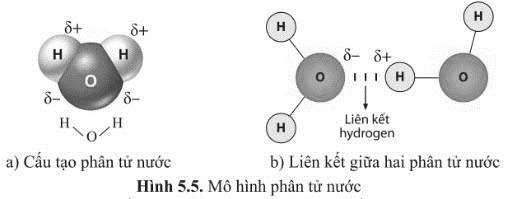 δ+ δ+
H H
O
δ– δ–
H H
O
a) Cấu tạo phân tử nước
H
H
δ– δ+
O H O
H
Liên kết
hydrogen
b) Liên kết giữa hai phân tử nước
Hình 5.5. Mô hình phân tử nước